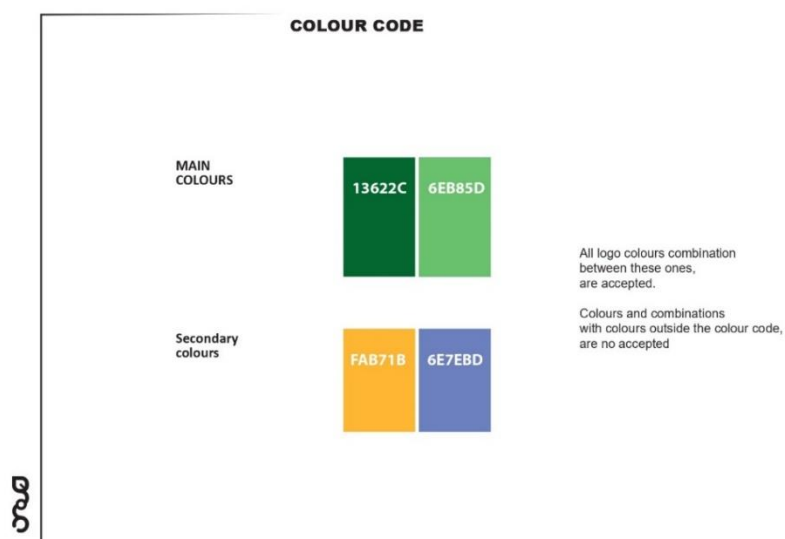 COLOUR CODE
MAIN
COLOURS
13622C
6EB85D
All logo colours combination
between these ones,
are accepted.
Colours and combinations
with colours outside the colour code,
are no accepted
Secondary
colours
FAB71B
6E7EBD